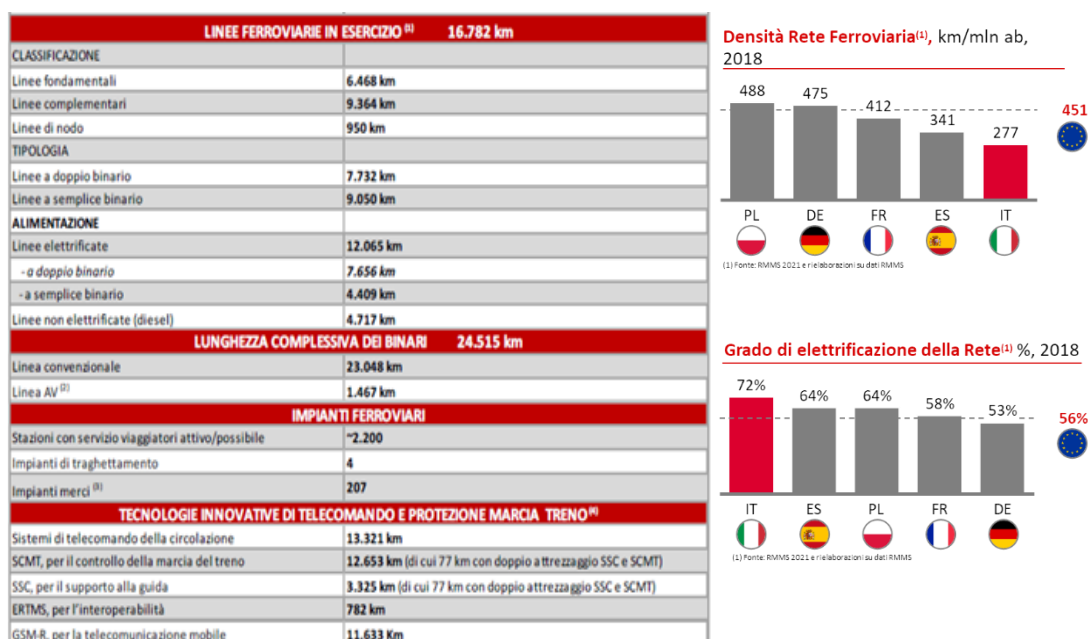 LINEE FERROVIARIE IN ESERCIZIO (1) 16.782 km
CLASSIFICAZIONE
Linee fondamentali 6.468 km
Linee complementari 9.364 km
Linee di nodo 950 km
TIPOLOGIA
Linee a doppio binario 7.732 km
Linee a semplice binario 9.050 km
ALIMENTAZIONE
Linee elettrificate 12.065 km
- a doppio binario 7.656 km
- a semplice binario 4.409 km
Linee non elettrificate (diesel) 4.717 km
LUNGHEZZA COMPLESSIVA DEI BINARI 24.515 km
Linea convenzionale 23.048 km
Linea AV (2) 1.467 km
IMPIANTI FERROVIARI
Stazioni con servizio viaggiatori attivo/possibile ~2.200
Impianti di traghettamento 4
Impianti merci (3) 207
TECNOLOGIE INNOVATIVE DI TELECOMANDO E PROTEZIONE MARCIA TRENO(4)
Sistemi di telecomando della circolazione 13.321 km
SCMT, per il controllo della marcia del treno 12.653 km (di cui 77 km con doppio attrezzaggio SSC e SCMT)
SSC, per il supporto alla guida 3.325 km (di cui 77 km con doppio attrezzaggio SSC e SCMT)
ERTMS, per l'interoperabilità 782 km
GSM-R, per la telecomunicazione mobile 11.633 Km
Densità Rete Ferroviaria(1), km/mln ab,
2018
488 475 412 341 277
451
PL DE FR ES IT
(1) Fonte: RMMS 2021 e rielaborazioni su dati RMMS
Grado di elettrificazione della Rete(1) %, 2018
72% 64% 64% 58% 53%
56%
IT ES PL FR DE
(1) Fonte: RMMS 2021 e rielaborazioni su dati RMMS